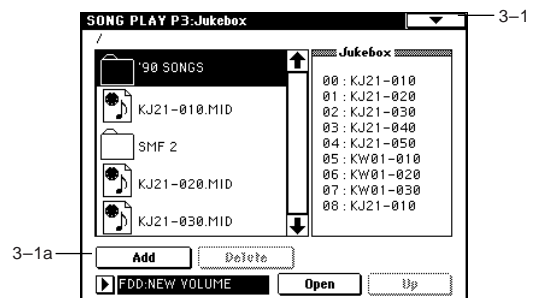 SONG PLAY P3:Jukebox
3–1
/
'90 SONGS
KJ21-010.MID
SMF 2
KJ21-020.MID
KJ21-030.MID
Jukebox
00 : KJ21-010
01 : KJ21-020
02 : KJ21-030
03 : KJ21-040
04 : KJ21-050
05 : KW01-010
06 : KW01-020
07 : KW01-030
08 : KJ21-010
3–1a
Add
Delete
FDD:NEW VOLUME
Open
Up